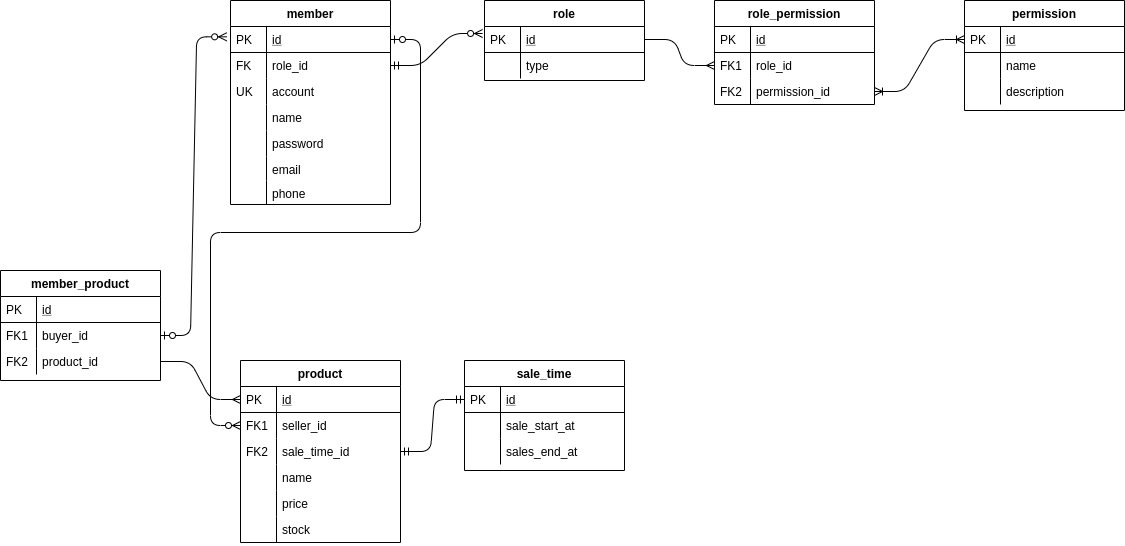 member
PK id
FK role_id
UK account
name
password
email
phone
role
PK id
type
role_permission
PK id
FK1 role_id
FK2 permission_id
permission
PK id
name
description
member_product
PK id
FK1 buyer_id
FK2 product_id
product
PK id
FK1 seller_id
FK2 sale_time_id
name
price
stock
sale_time
PK id
sale_start_at
sales_end_at